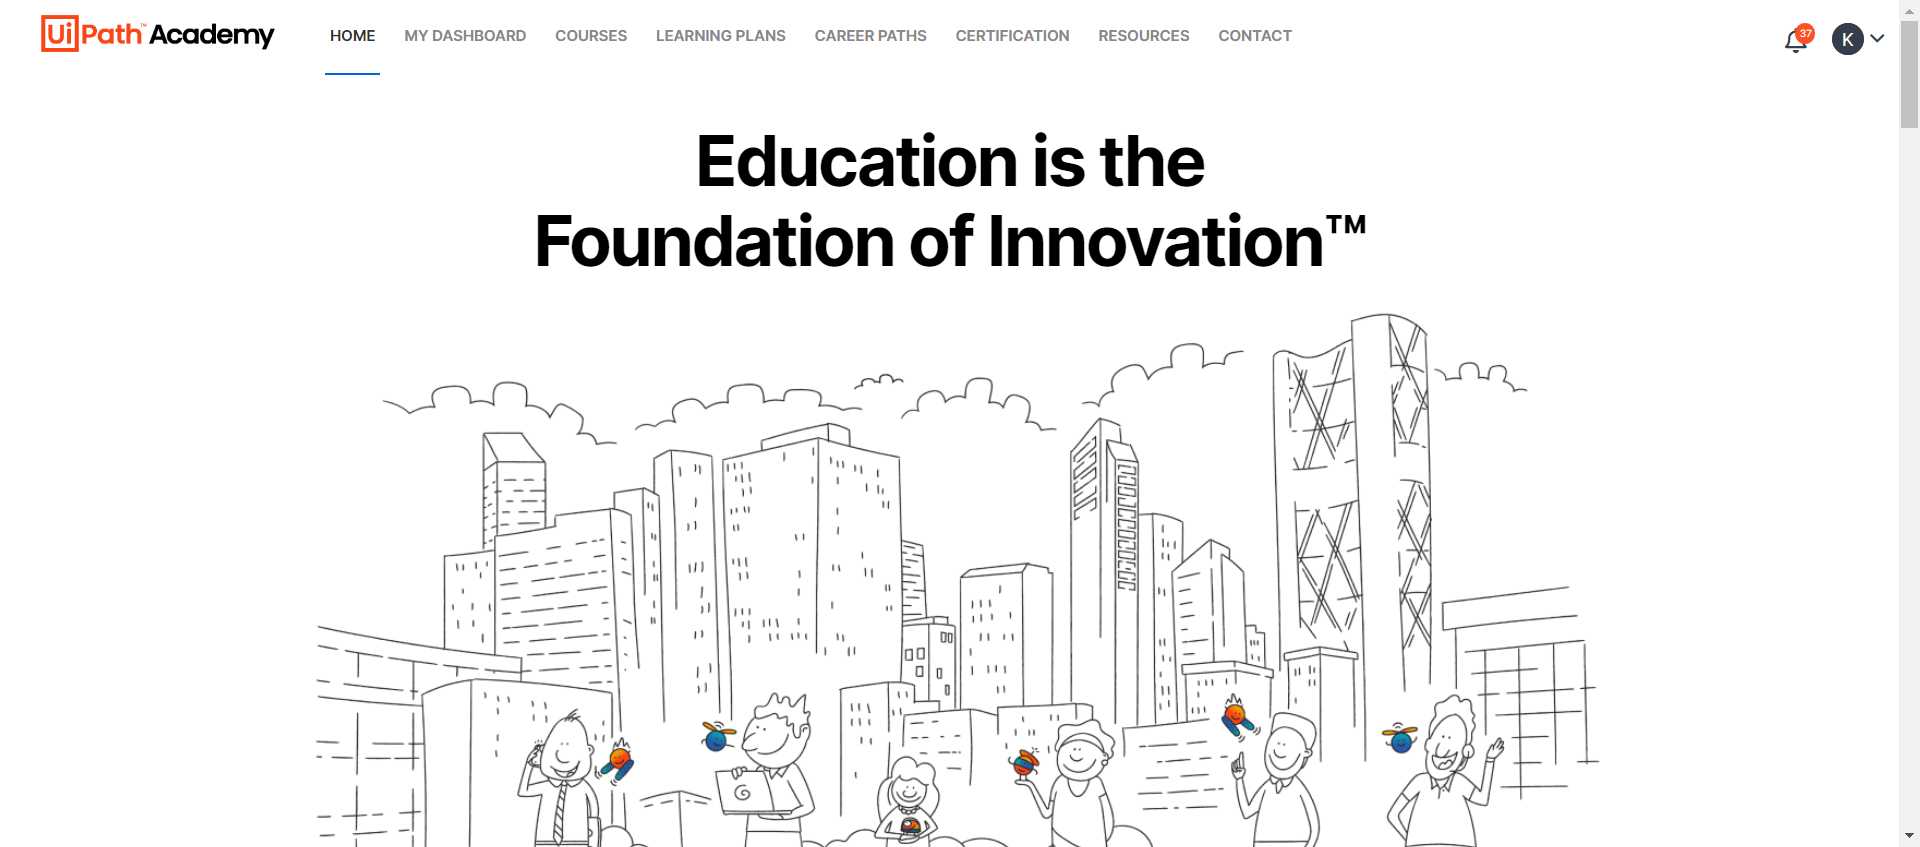 UiPath™ Academy
HOME
MY DASHBOARD
COURSES
LEARNING PLANS
CAREER PATHS
CERTIFICATION
RESOURCES
CONTACT
37
K
Education is the
Foundation of Innovation™